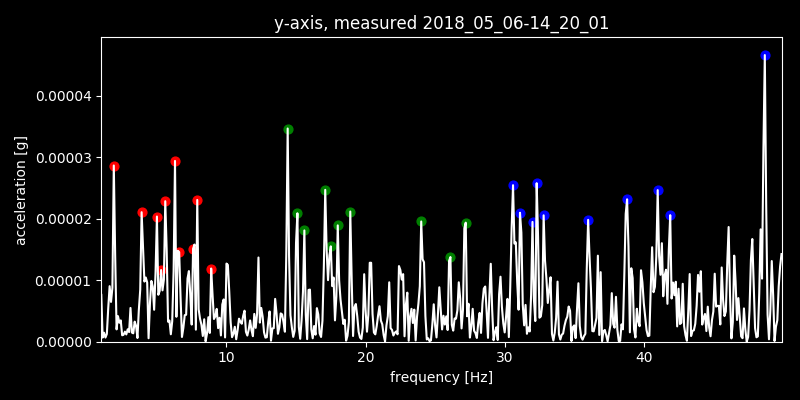 y-axis, measured 2018_05_06-14_20_01
acceleration [g]
0.00004
0.00003
0.00002
0.00001
0.00000
10 20 30 40
frequency [Hz]